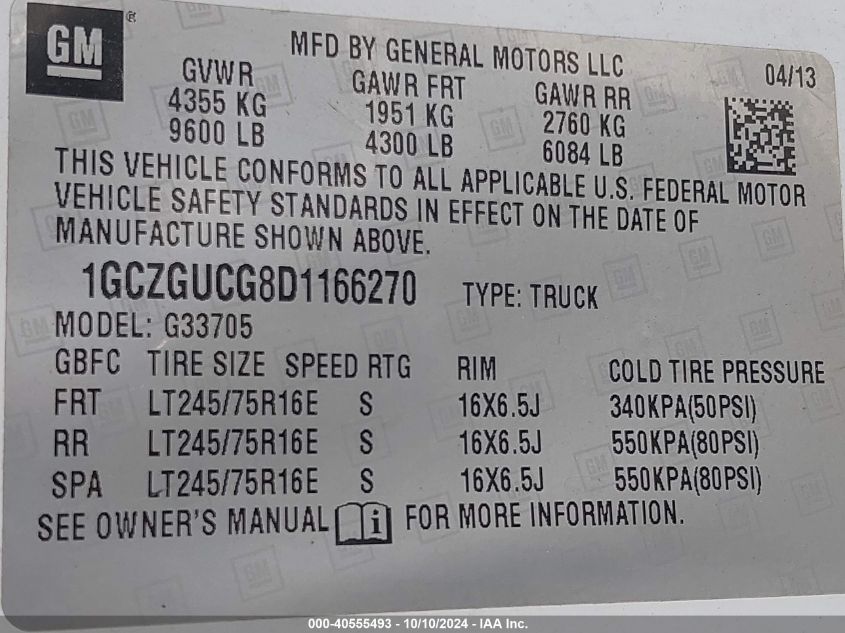 GM ®
MFD BY GENERAL MOTORS LLC
04/13
GVWR GAWR FRT GAWR RR
4355 KG 1951 KG 2760 KG
9600 LB 4300 LB 6084 LB
THIS VEHICLE CONFORMS TO ALL APPLICABLE U.S. FEDERAL MOTOR
VEHICLE SAFETY STANDARDS IN EFFECT ON THE DATE OF
MANUFACTURE SHOWN ABOVE.
1GCZGUCG8D1166270 TYPE: TRUCK
MODEL: G33705
GBFC TIRE SIZE SPEED RTG RIM COLD TIRE PRESSURE
FRT LT245/75R16E S 16X6.5J 340KPA(50PSI)
RR LT245/75R16E S 16X6.5J 550KPA(80PSI)
SPA LT245/75R16E S 16X6.5J 550KPA(80PSI)
SEE OWNER'S MANUAL i FOR MORE INFORMATION.
000-40555493 - 10/10/2024 - IAA Inc.